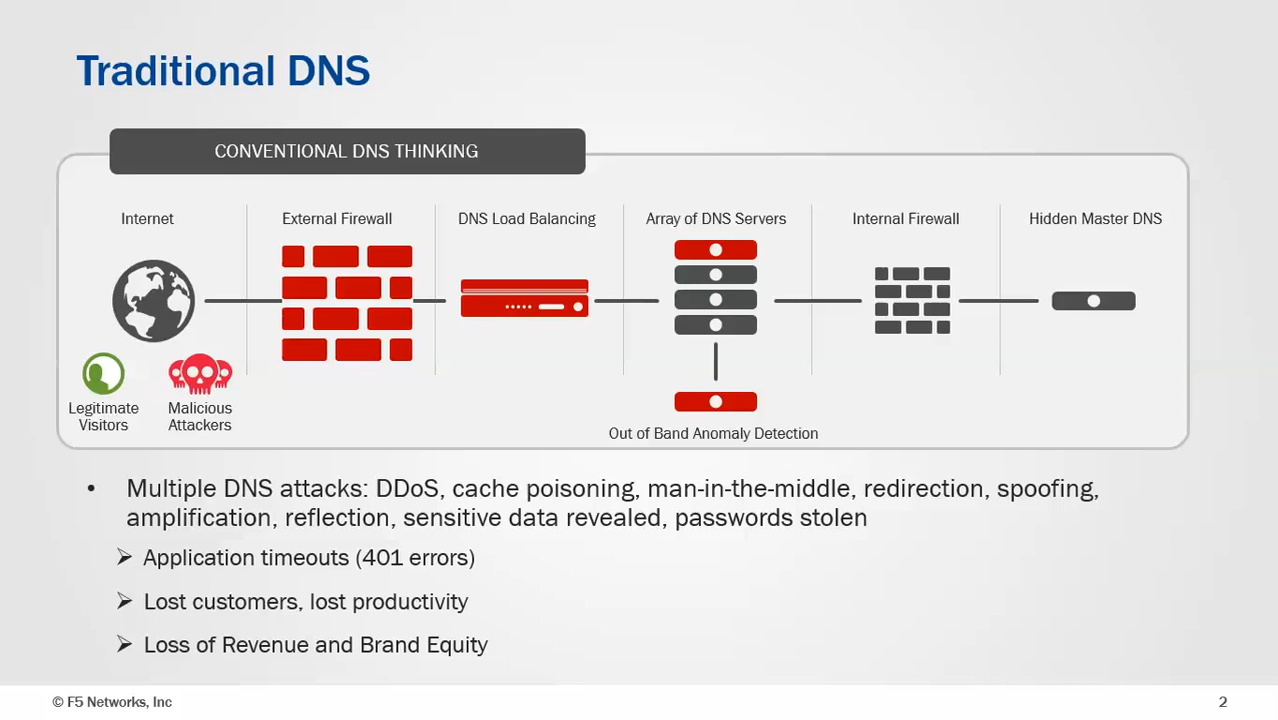 Traditional DNS
CONVENTIONAL DNS THINKING
Internet
External Firewall
DNS Load Balancing
Array of DNS Servers
Internal Firewall
Hidden Master DNS
Legitimate
Visitors
Malicious
Attackers
Out of Band Anomaly Detection
• Multiple DNS attacks: DDoS, cache poisoning, man-in-the-middle, redirection, spoofing,
amplification, reflection, sensitive data revealed, passwords stolen
➢ Application timeouts (401 errors)
➢ Lost customers, lost productivity
➢ Loss of Revenue and Brand Equity
© F5 Networks, Inc
2